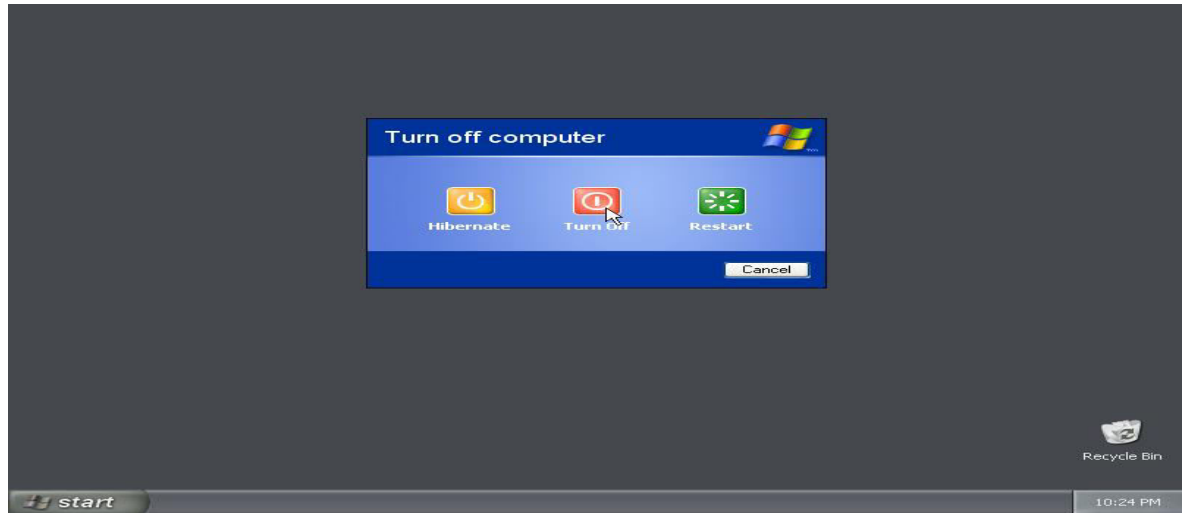 Turn off computer
Hibernate Turn Off Restart
Cancel
Recycle Bin
start 10:24 PM